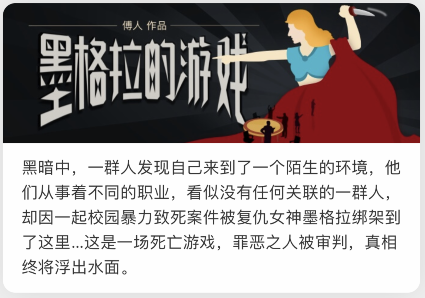 傅人 作品
墨格拉的游戏
黑暗中，一群人发现自己来到了一个陌生的环境，他
们从事着不同的职业，看似没有任何关联的一群人，
却因一起校园暴力致死案件被复仇女神墨格拉绑架到
了这里...这是一场死亡游戏，罪恶之人被审判，真相
终将浮出水面。